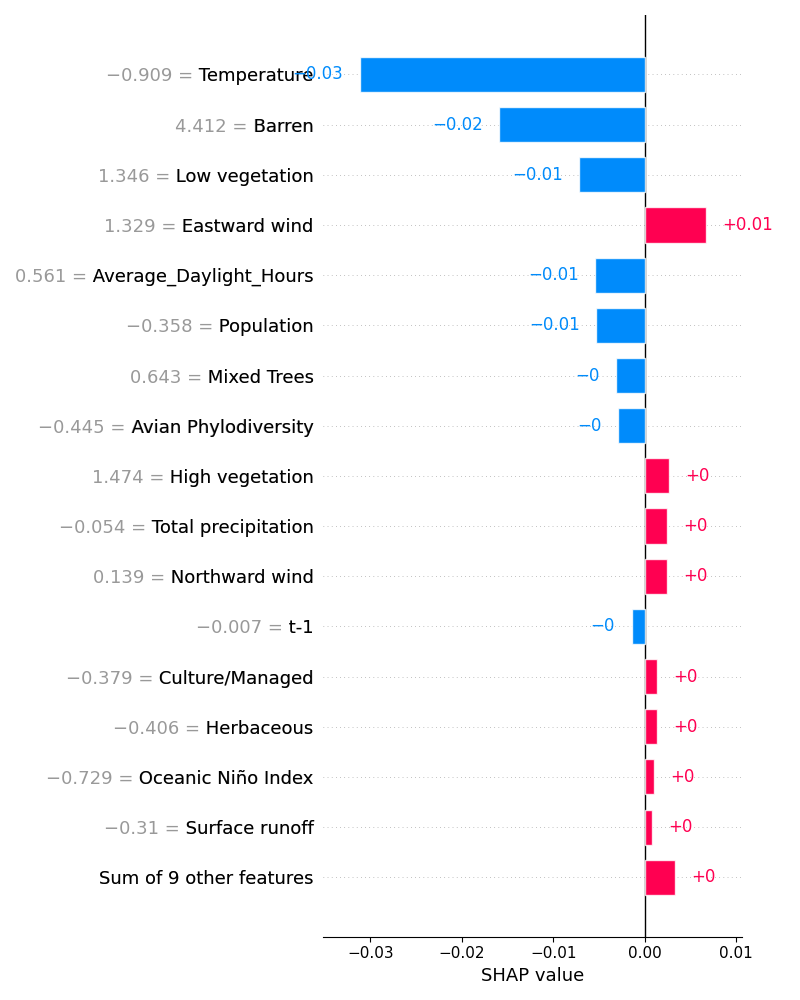 −0.909 = Temperature −0.03
4.412 = Barren −0.02
1.346 = Low vegetation −0.01
1.329 = Eastward wind +0.01
0.561 = Average_Daylight_Hours −0.01
−0.358 = Population −0.01
0.643 = Mixed Trees −0
−0.445 = Avian Phylodiversity −0
1.474 = High vegetation +0
−0.054 = Total precipitation +0
0.139 = Northward wind +0
−0.007 = t-1 −0
−0.379 = Culture/Managed +0
−0.406 = Herbaceous +0
−0.729 = Oceanic Niño Index +0
−0.31 = Surface runoff +0
Sum of 9 other features +0
−0.03 −0.02 −0.01 0.00 0.01
SHAP value